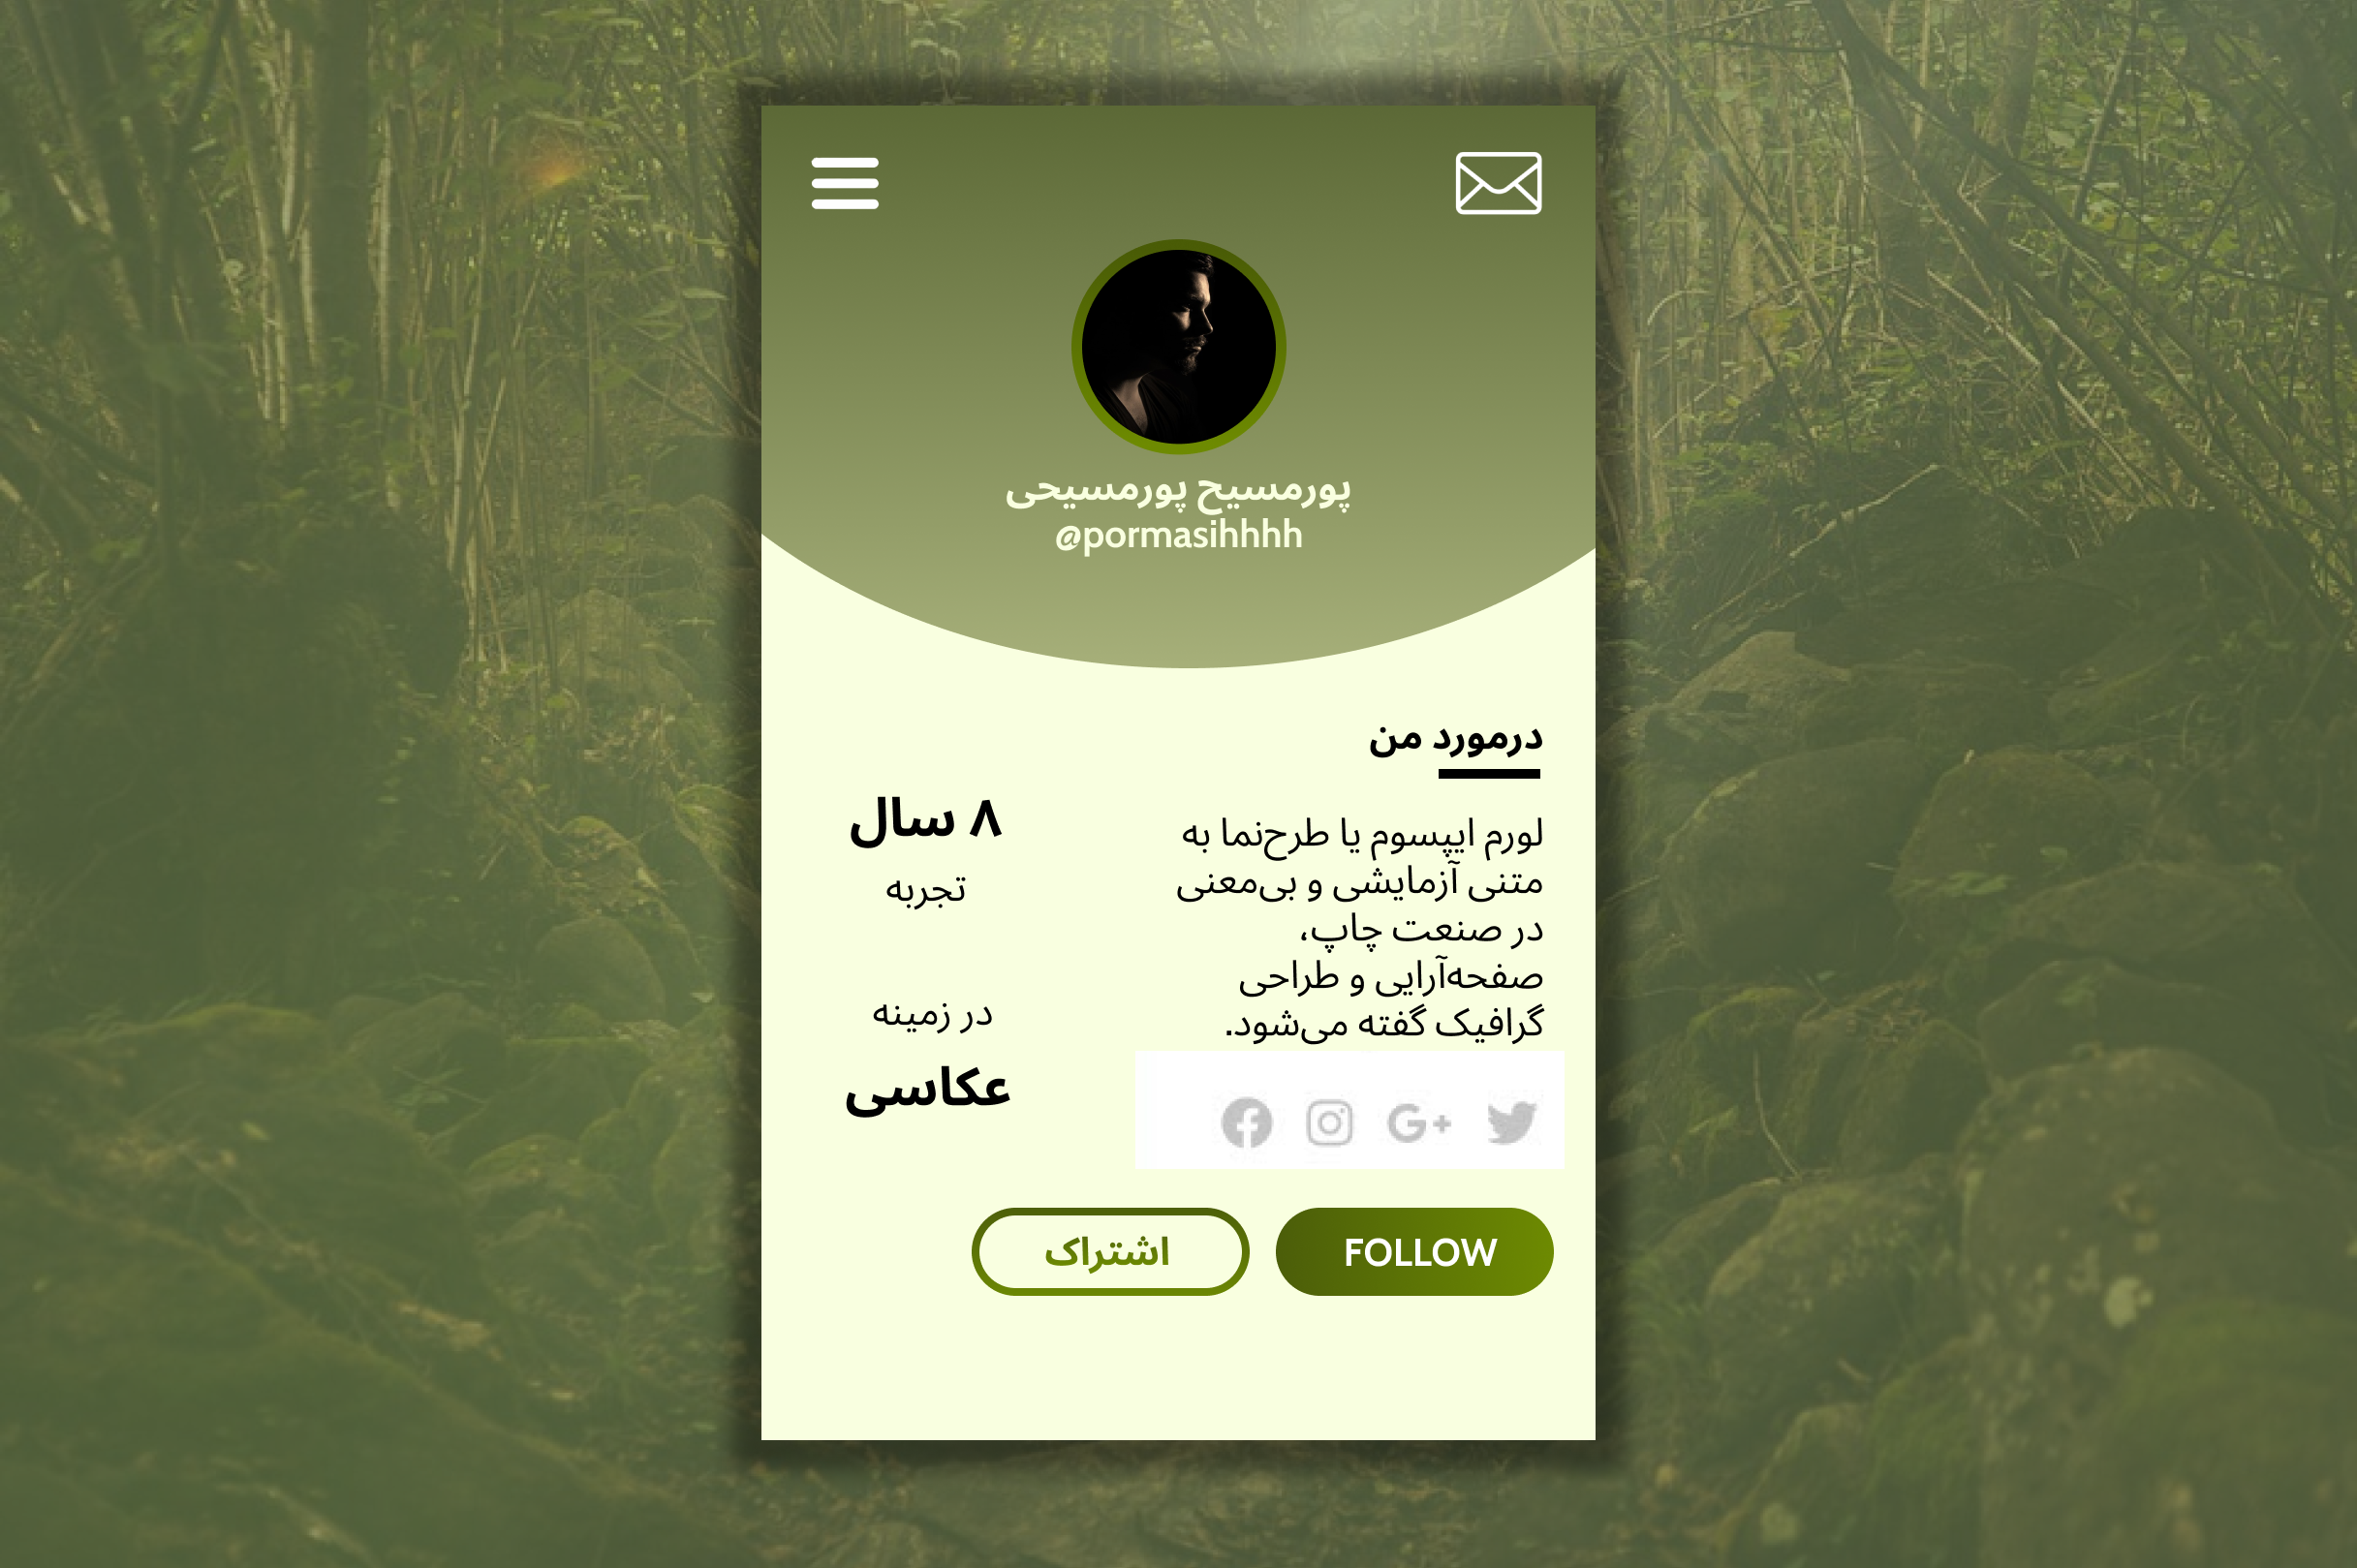 پورمسیح پورمسیحی
@pormasihhhh
درمورد من
لورم ایپسوم یا طرح‌نما به
متنی آزمایشی و بی‌معنی
در صنعت چاپ،
صفحه‌آرایی و طراحی
گرافیک گفته می‌شود.
۸ سال
تجربه
در زمینه
عکاسی
G+
FOLLOW
اشتراک